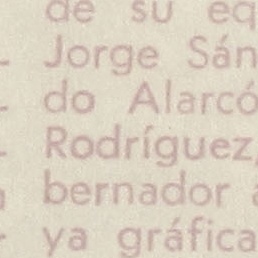 de su eq
Jorge Sán
do Alarcó
Rodríguez,
bernador a
ya gráfica